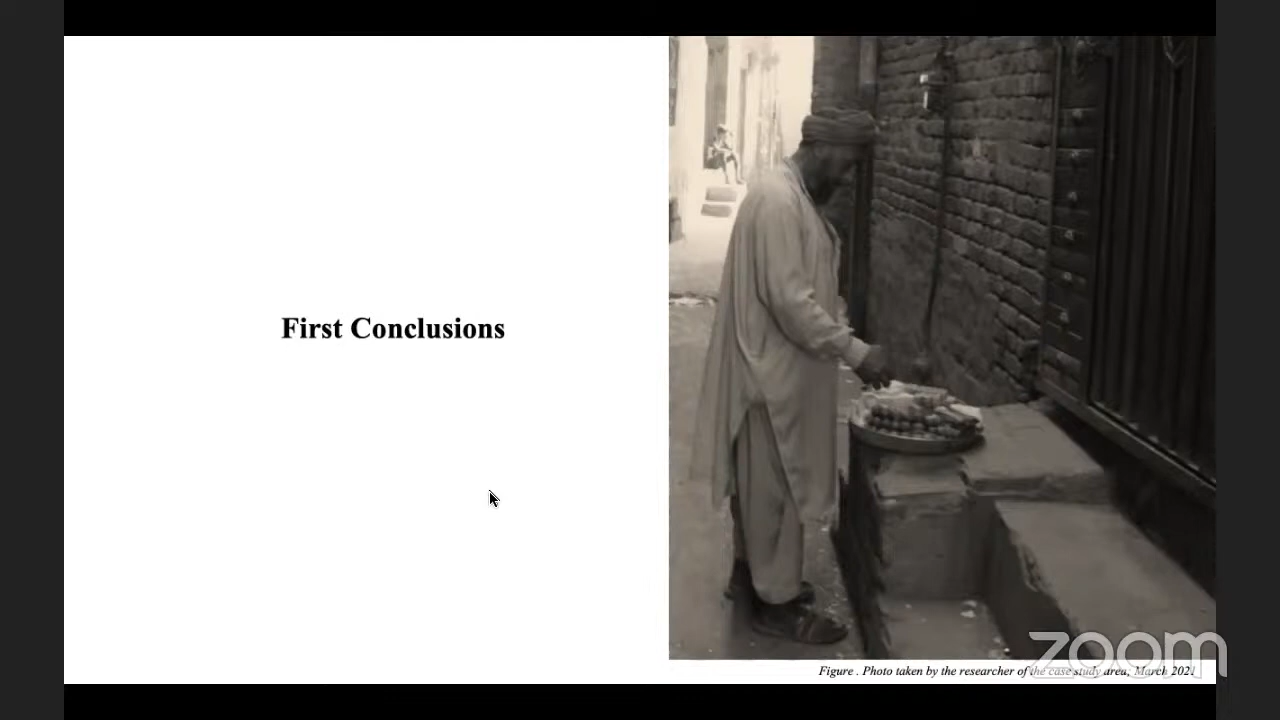 First Conclusions
Figure . Photo taken by the researcher of the case study area; March 2021
zoom